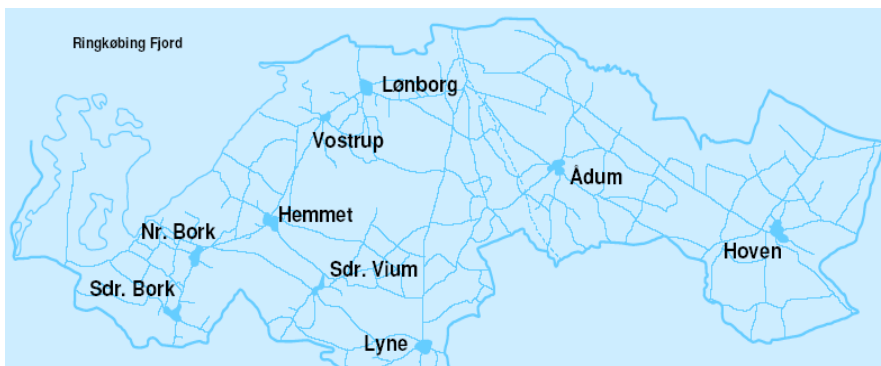 Ringkøbing Fjord
Lønborg
Vostrup
Ådum
Hemmet
Nr. Bork
Hoven
Sdr. Vium
Sdr. Bork
Lyne